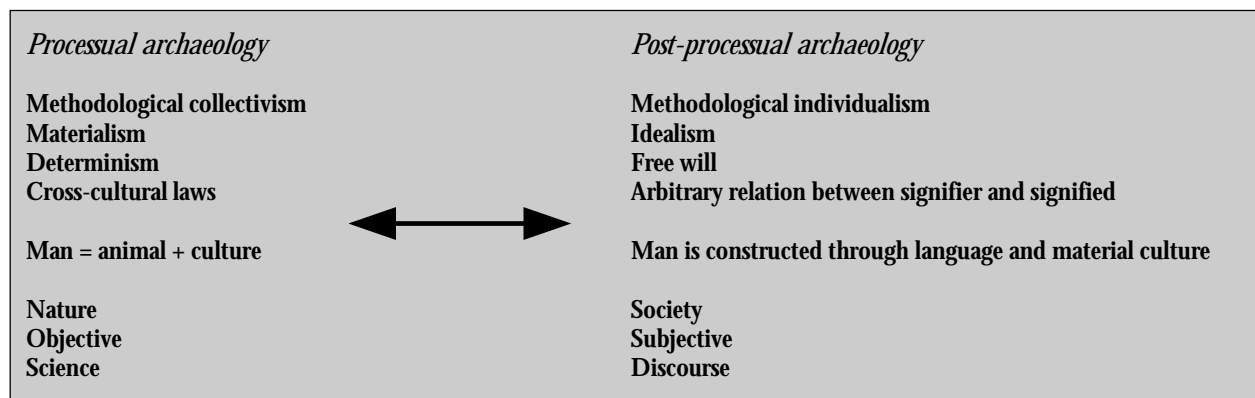 Processual archaeology
Methodological collectivism
Materialism
Determinism
Cross-cultural laws
Man = animal + culture
Nature
Objective
Science
Post-processual archaeology
Methodological individualism
Idealism
Free will
Arbitrary relation between signifier and signified
Man is constructed through language and material culture
Society
Subjective
Discourse